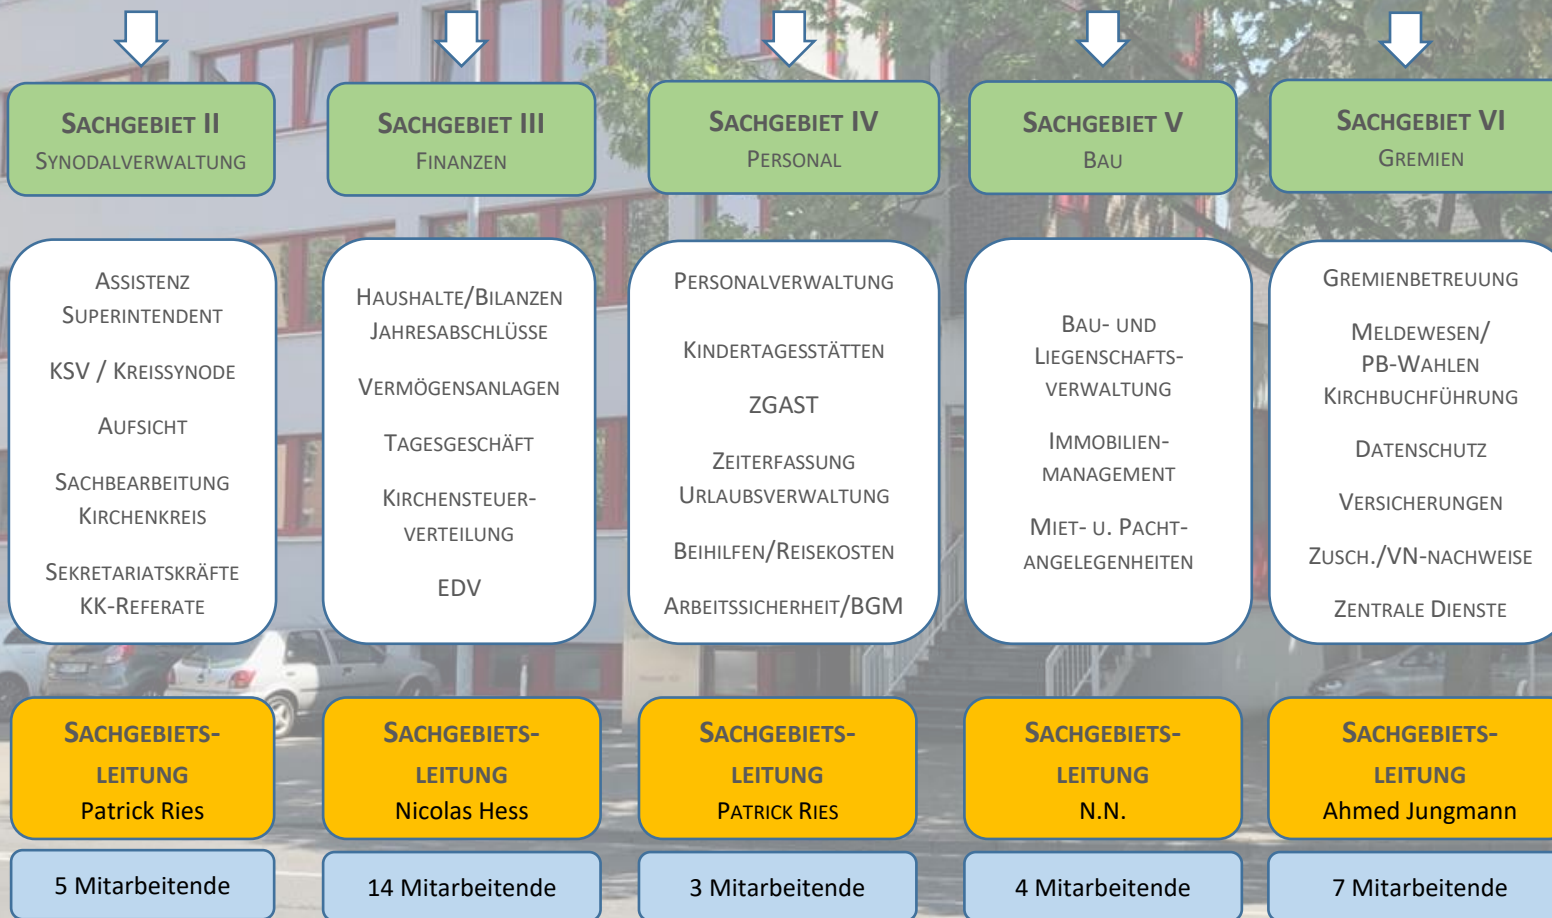 SACHGEBIET II
SYNODALVERWALTUNG
SACHGEBIET III
FINANZEN
SACHGEBIET IV
PERSONAL
SACHGEBIET V
BAU
SACHGEBIET VI
GREMIEN
ASSISTENZ
SUPERINTENDENT
KSV / KREISSYNODE
AUFSICHT
SACHBEARBEITUNG
KIRCHENKREIS
SEKRETARIATSKRÄFTE
KK-REFERATE
HAUSHALTE/BILANZEN
JAHRESABSCHLÜSSE
VERMÖGENSANLAGEN
TAGESGESCHÄFT
KIRCHENSTEUER-
VERTEILUNG
EDV
PERSONALVERWALTUNG
KINDERTAGESSTÄTTEN
ZGAST
ZEITERFASSUNG
URLAUBSVERWALTUNG
BEIHILFEN/REISEKOSTEN
ARBEITSSICHERHEIT/BGM
BAU- UND
LIEGENSCHAFTS-
VERWALTUNG
IMMOBILIEN-
MANAGEMENT
MIET- U. PACHT-
ANGELEGENHEITEN
GREMIENBETREUUNG
MELDEWESEN/
PB-WAHLEN
KIRCHBUCHFÜHRUNG
DATENSCHUTZ
VERSICHERUNGEN
ZUSCH./VN-NACHWEISE
ZENTRALE DIENSTE
SACHGEBIETS-
LEITUNG
Patrick Ries
SACHGEBIETS-
LEITUNG
Nicolas Hess
SACHGEBIETS-
LEITUNG
PATRICK RIES
SACHGEBIETS-
LEITUNG
N.N.
SACHGEBIETS-
LEITUNG
Ahmed Jungmann
5 Mitarbeitende
14 Mitarbeitende
3 Mitarbeitende
4 Mitarbeitende
7 Mitarbeitende